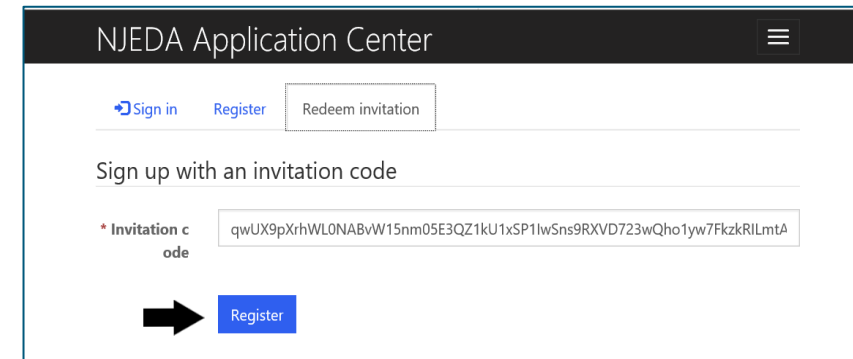 NJEDA Application Center
Sign in Register Redeem invitation
Sign up with an invitation code
* Invitation c
ode
qwUX9pXrhWL0NABvW15nm05E3QZ1kU1xSP1IwSns9RXVD723wQho1yw7FkzkRILmtA
Register